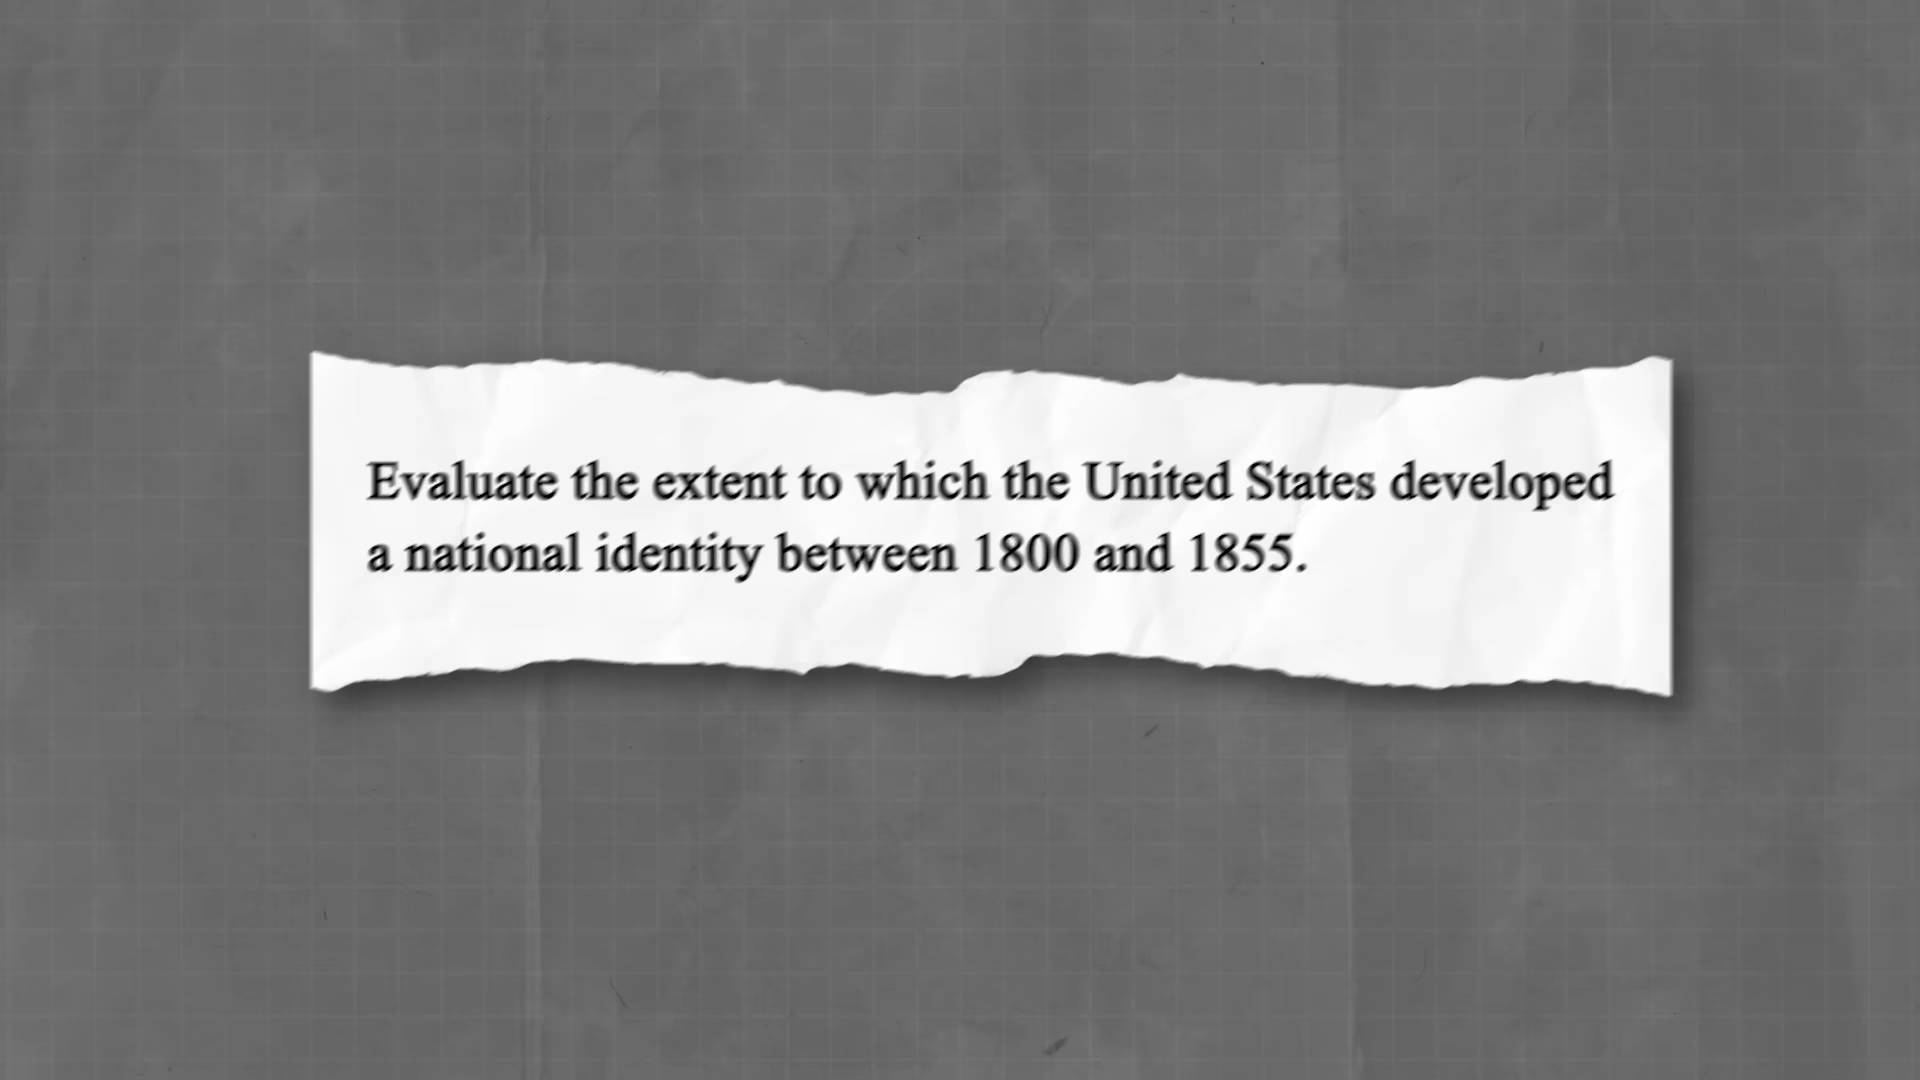 Evaluate the extent to which the United States developed
a national identity between 1800 and 1855.